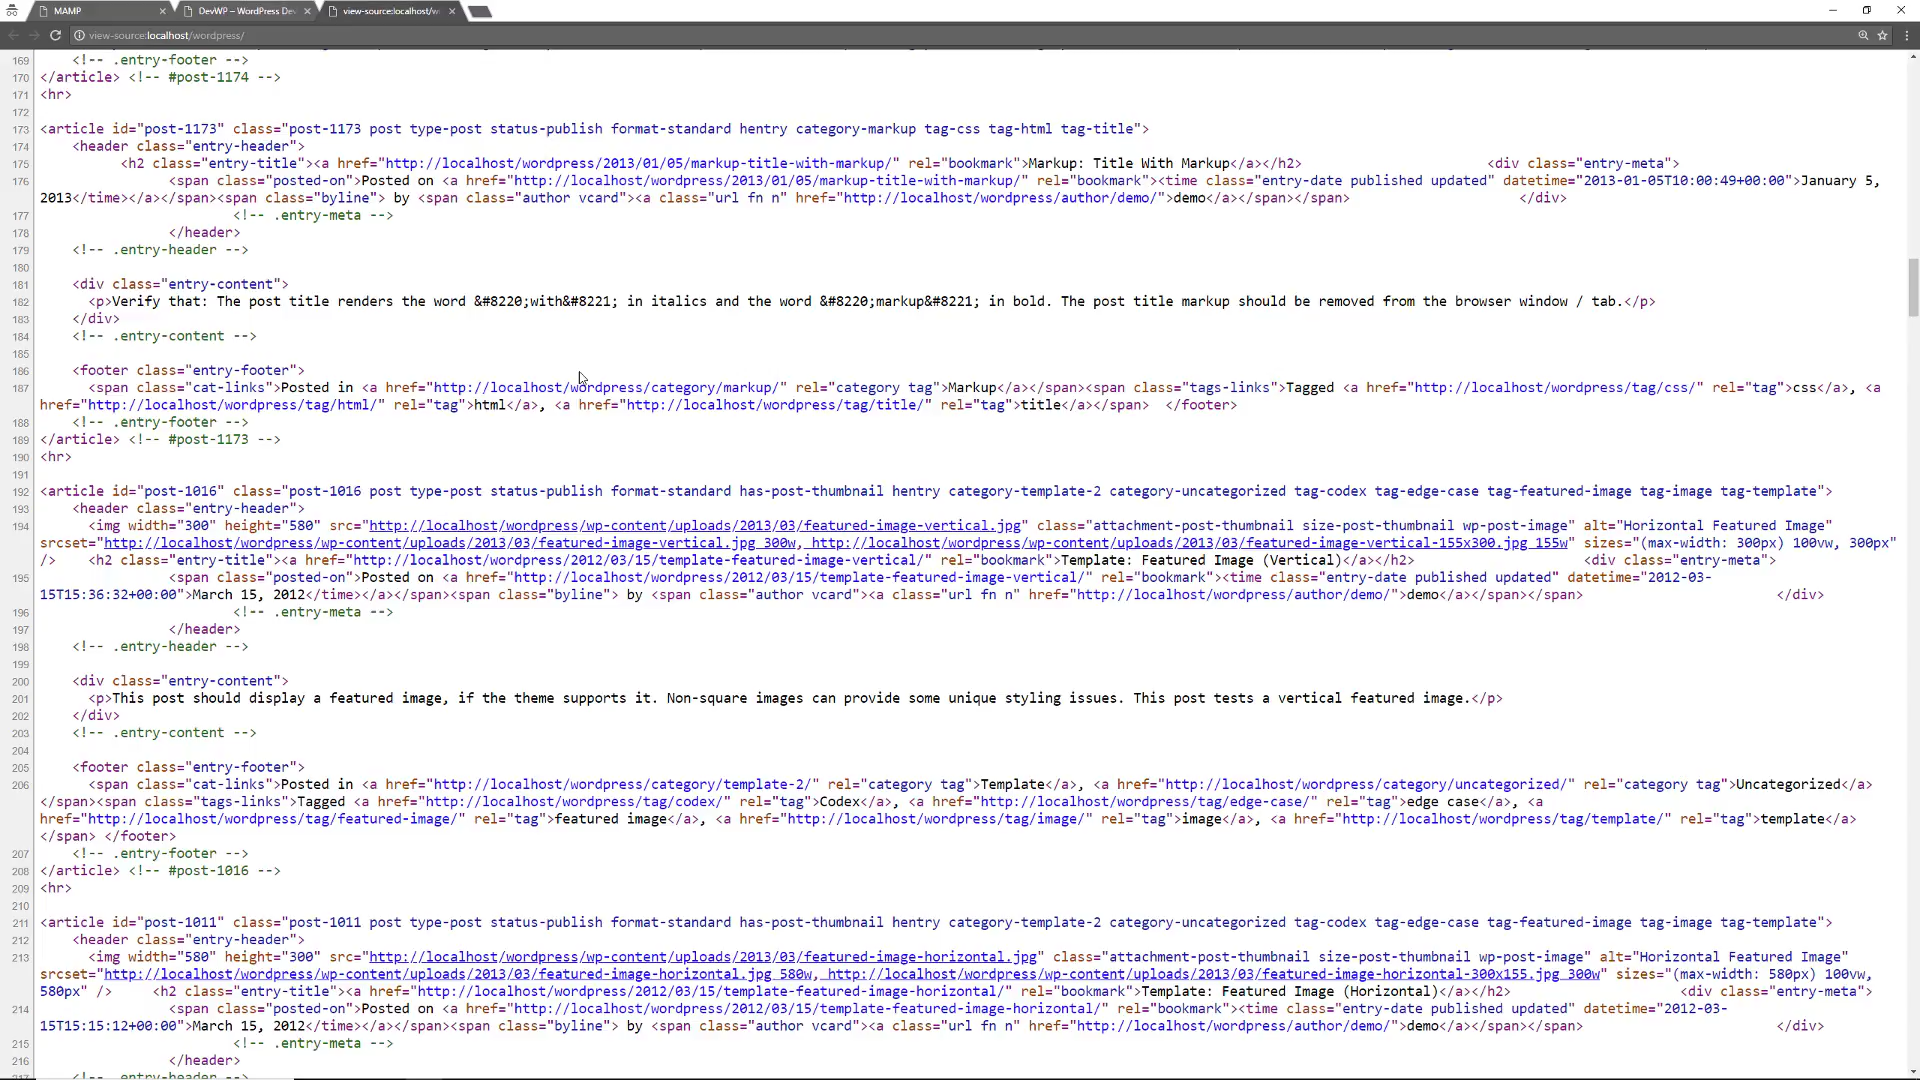 MAMP
DevWP – WordPress De
view-source:localhost/w
view-source:localhost/wordpress/
169 <!-- .entry-footer -->
170 </article> <!-- #post-1174 -->
171 <hr>
172
173 <article id="post-1173" class="post-1173 post type-post status-publish format-standard hentry category-markup tag-css tag-html tag-title">
174 <header class="entry-header">
175 <h2 class="entry-title"><a href="http://localhost/wordpress/2013/01/05/markup-title-with-markup/" rel="bookmark">Markup: Title With Markup</a></h2> <div class="entry-meta">
176 <span class="posted-on">Posted on <a href="http://localhost/wordpress/2013/01/05/markup-title-with-markup/" rel="bookmark"><time class="entry-date published updated" datetime="2013-01-05T10:00:49+00:00">January 5,
2013</time></a></span><span class="byline"> by <span class="author vcard"><a class="url fn n" href="http://localhost/wordpress/author/demo/">demo</a></span></span> </div>
177 <!-- .entry-meta -->
178 </header>
179 <!-- .entry-header -->
180
181 <div class="entry-content">
182 <p>Verify that: The post title renders the word &#8220;with&#8221; in italics and the word &#8220;markup&#8221; in bold. The post title markup should be removed from the browser window / tab.</p>
183 </div>
184 <!-- .entry-content -->
185
186 <footer class="entry-footer">
187 <span class="cat-links">Posted in <a href="http://localhost/wordpress/category/markup/" rel="category tag">Markup</a></span><span class="tags-links">Tagged <a href="http://localhost/wordpress/tag/css/" rel="tag">css</a>, <a
href="http://localhost/wordpress/tag/html/" rel="tag">html</a>, <a href="http://localhost/wordpress/tag/title/" rel="tag">title</a></span> </footer>
188 <!-- .entry-footer -->
189 </article> <!-- #post-1173 -->
190 <hr>
191
192 <article id="post-1016" class="post-1016 post type-post status-publish format-standard has-post-thumbnail hentry category-template-2 category-uncategorized tag-codex tag-edge-case tag-featured-image tag-image tag-template">
193 <header class="entry-header">
194 <img width="300" height="580" src="http://localhost/wordpress/wp-content/uploads/2013/03/featured-image-vertical.jpg" class="attachment-post-thumbnail size-post-thumbnail wp-post-image" alt="Horizontal Featured Image"
srcset="http://localhost/wordpress/wp-content/uploads/2013/03/featured-image-vertical.jpg 300w, http://localhost/wordpress/wp-content/uploads/2013/03/featured-image-vertical-155x300.jpg 155w" sizes="(max-width: 300px) 100vw, 300px"
/> <h2 class="entry-title"><a href="http://localhost/wordpress/2012/03/15/template-featured-image-vertical/" rel="bookmark">Template: Featured Image (Vertical)</a></h2> <div class="entry-meta">
195 <span class="posted-on">Posted on <a href="http://localhost/wordpress/2012/03/15/template-featured-image-vertical/" rel="bookmark"><time class="entry-date published updated" datetime="2012-03-
15T15:36:32+00:00">March 15, 2012</time></a></span><span class="byline"> by <span class="author vcard"><a class="url fn n" href="http://localhost/wordpress/author/demo/">demo</a></span></span> </div>
196 <!-- .entry-meta -->
197 </header>
198 <!-- .entry-header -->
199
200 <div class="entry-content">
201 <p>This post should display a featured image, if the theme supports it. Non-square images can provide some unique styling issues. This post tests a vertical featured image.</p>
202 </div>
203 <!-- .entry-content -->
204
205 <footer class="entry-footer">
206 <span class="cat-links">Posted in <a href="http://localhost/wordpress/category/template-2/" rel="category tag">Template</a>, <a href="http://localhost/wordpress/category/uncategorized/" rel="category tag">Uncategorized</a>
</span><span class="tags-links">Tagged <a href="http://localhost/wordpress/tag/codex/" rel="tag">Codex</a>, <a href="http://localhost/wordpress/tag/edge-case/" rel="tag">edge case</a>, <a
href="http://localhost/wordpress/tag/featured-image/" rel="tag">featured image</a>, <a href="http://localhost/wordpress/tag/image/" rel="tag">image</a>, <a href="http://localhost/wordpress/tag/template/" rel="tag">template</a>
</span> </footer>
207 <!-- .entry-footer -->
208 </article> <!-- #post-1016 -->
209 <hr>
210
211 <article id="post-1011" class="post-1011 post type-post status-publish format-standard has-post-thumbnail hentry category-template-2 category-uncategorized tag-codex tag-edge-case tag-featured-image tag-image tag-template">
212 <header class="entry-header">
213 <img width="580" height="300" src="http://localhost/wordpress/wp-content/uploads/2013/03/featured-image-horizontal.jpg" class="attachment-post-thumbnail size-post-thumbnail wp-post-image" alt="Horizontal Featured Image"
srcset="http://localhost/wordpress/wp-content/uploads/2013/03/featured-image-horizontal.jpg 580w, http://localhost/wordpress/wp-content/uploads/2013/03/featured-image-horizontal-300x155.jpg 300w" sizes="(max-width: 580px) 100vw,
580px" /> <h2 class="entry-title"><a href="http://localhost/wordpress/2012/03/15/template-featured-image-horizontal/" rel="bookmark">Template: Featured Image (Horizontal)</a></h2> <div class="entry-meta">
214 <span class="posted-on">Posted on <a href="http://localhost/wordpress/2012/03/15/template-featured-image-horizontal/" rel="bookmark"><time class="entry-date published updated" datetime="2012-03-
15T15:15:12+00:00">March 15, 2012</time></a></span><span class="byline"> by <span class="author vcard"><a class="url fn n" href="http://localhost/wordpress/author/demo/">demo</a></span></span> </div>
215 <!-- .entry-meta -->
216 </header>
217 <!-- .entry-header -->